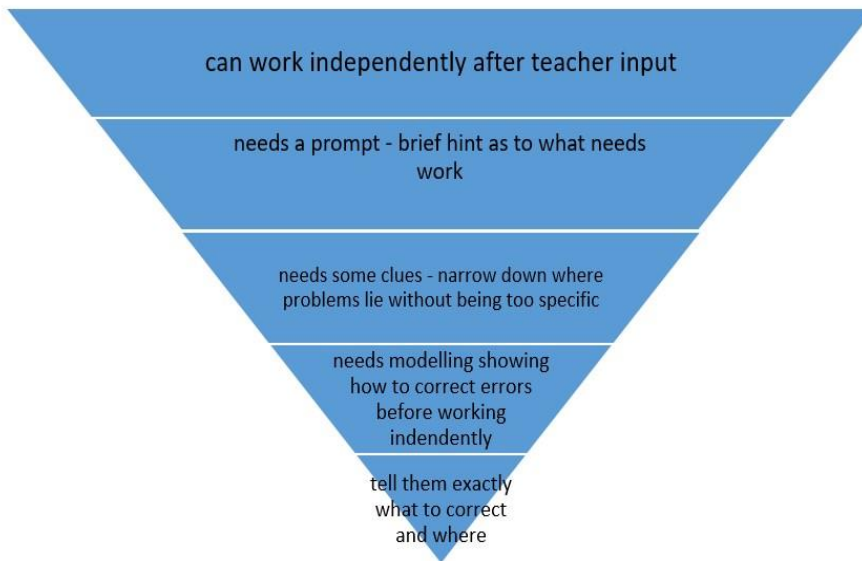 can work independently after teacher input
needs a prompt - brief hint as to what needs
work
needs some clues - narrow down where
problems lie without being too specific
needs modelling showing
how to correct errors
before working
indendently
tell them exactly
what to correct
and where